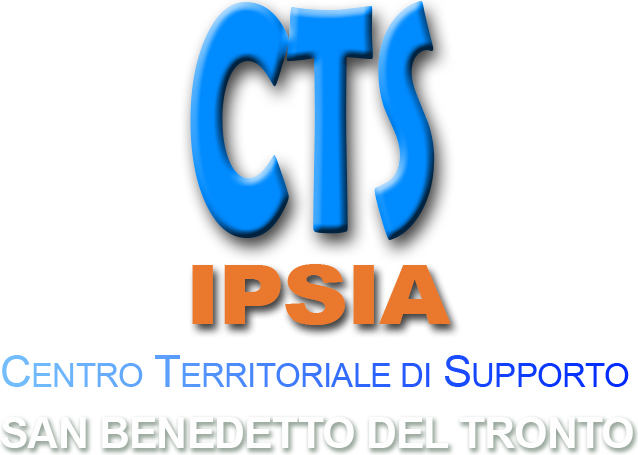 CTS
IPSIA
CENTRO TERRITORIALE DI SUPPORTO
SAN BENEDETTO DEL TRONTO